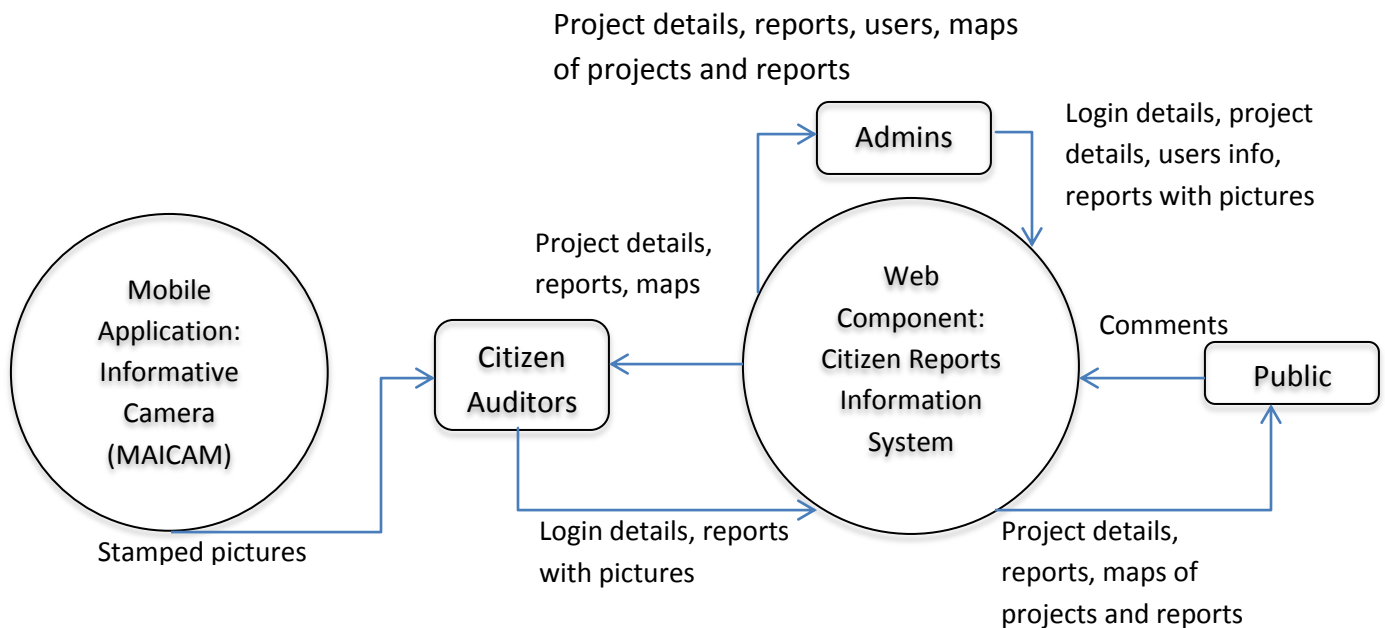 Project details, reports, users, maps
of projects and reports
Admins
Login details, project
details, users info,
reports with pictures
Project details,
reports, maps
Mobile
Application:
Informative
Camera
(MAICAM)
Citizen
Auditors
Web
Component:
Citizen Reports
Information
System
Comments
Public
Stamped pictures
Login details, reports
with pictures
Project details,
reports, maps of
projects and reports